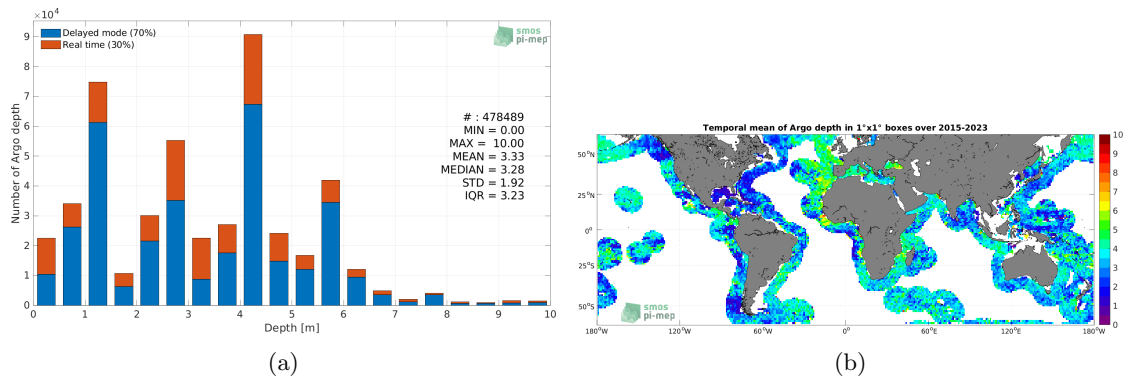 ×10⁴
9
8
7
6
5
4
3
2
1
0
Number of Argo depth
Delayed mode (70%)
Real time (30%)
smos
pi-mep
# : 478489
MIN = 0.00
MAX = 10.00
MEAN = 3.33
MEDIAN = 3.28
STD = 1.92
IQR = 3.23
0 1 2 3 4 5 6 7 8 9 10
Depth [m]
(a)
Temporal mean of Argo depth in 1°x1° boxes over 2015-2023
50°N
25°N
0°
25°S
50°S
smos
pi-mep
180°W 120°W 60°W 0° 60°E 120°E 180°E
10
9
8
7
6
5
4
3
2
1
0
(b)